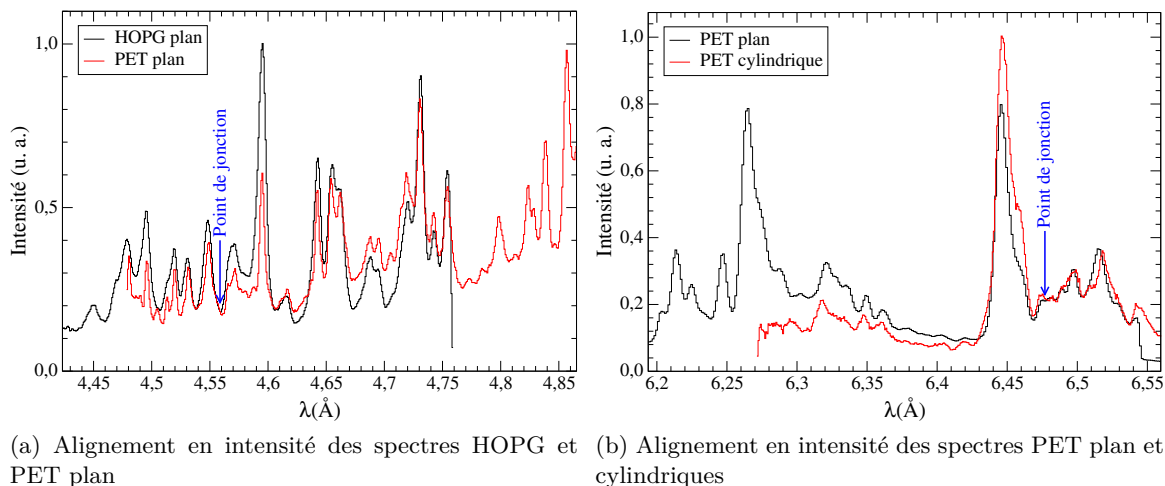 HOPG plan
PET plan
Point de jonction
Intensité (u. a.)
1,0
0,5
0,0
4,45 4,5 4,55 4,6 4,65 4,7 4,75 4,8 4,85
λ(Å)
(a) Alignement en intensité des spectres HOPG et
PET plan
PET plan
PET cylindrique
Point de jonction
Intensité (u. a.)
1,0
0,8
0,6
0,4
0,2
0,0
6,2 6,25 6,3 6,35 6,4 6,45 6,5 6,55
λ(Å)
(b) Alignement en intensité des spectres PET plan et
cylindriques